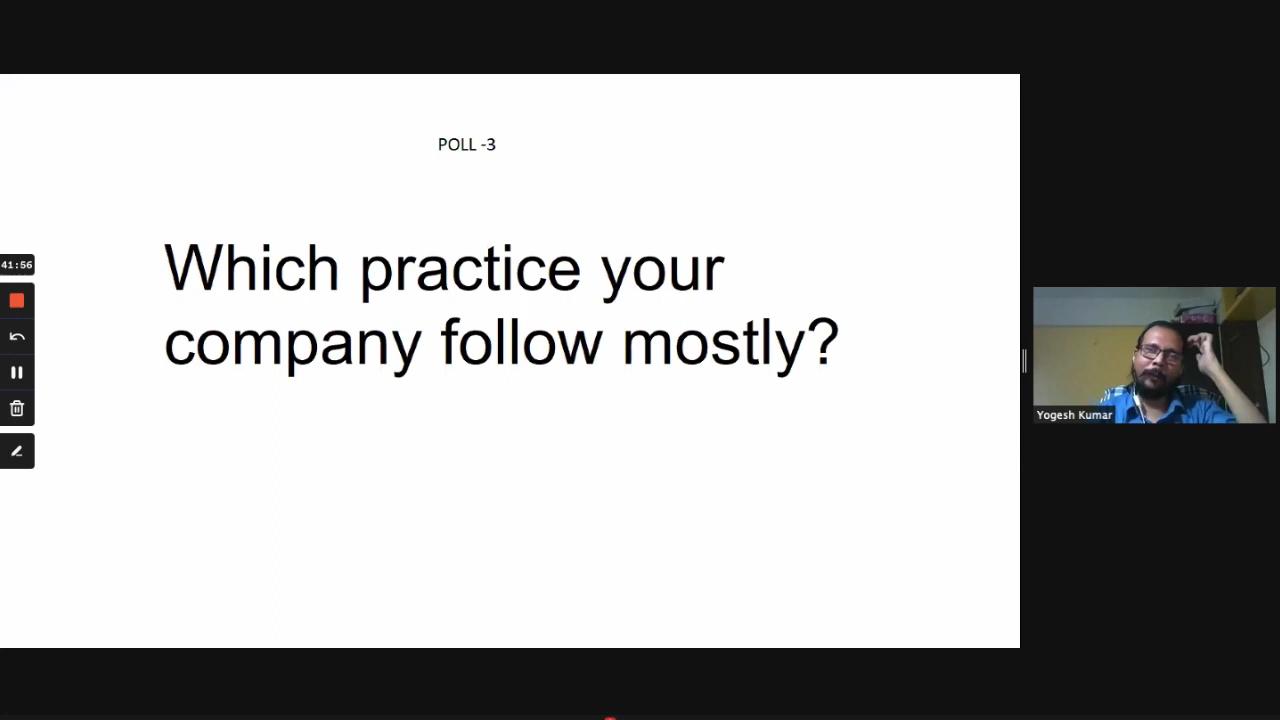 POLL -3
Which practice your
company follow mostly?
41:56
Yogesh Kumar